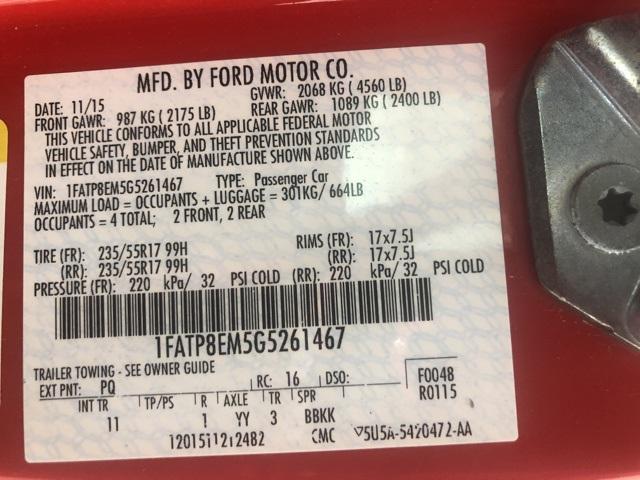 MFD. BY FORD MOTOR CO.
DATE: 11/15 GVWR: 2068 KG ( 4560 LB)
FRONT GAWR: 987 KG ( 2175 LB) REAR GAWR: 1089 KG ( 2400 LB)
THIS VEHICLE CONFORMS TO ALL APPLICABLE FEDERAL MOTOR
VEHICLE SAFETY, BUMPER, AND THEFT PREVENTION STANDARDS
IN EFFECT ON THE DATE OF MANUFACTURE SHOWN ABOVE.
VIN: 1FATP8EM5G5261467 TYPE: Passenger Car
MAXIMUM LOAD = OCCUPANTS + LUGGAGE = 301KG/ 664LB
OCCUPANTS = 4 TOTAL; 2 FRONT, 2 REAR
TIRE (FR): 235/55R17 99H RIMS (FR): 17x7.5J
(RR): 235/55R17 99H (RR): 17x7.5J
PRESSURE (FR): 220 kPa/ 32 PSI COLD (RR): 220 kPa/ 32 PSI COLD
1FATP8EM5G5261467
TRAILER TOWING - SEE OWNER GUIDE
EXT PNT: PQ RC: 16 DSO: F0048
R0115
INT TR TP/PS R AXLE TR SPR
11 1 YY 3 BBKK
CMC 5U5A-5420472-AA